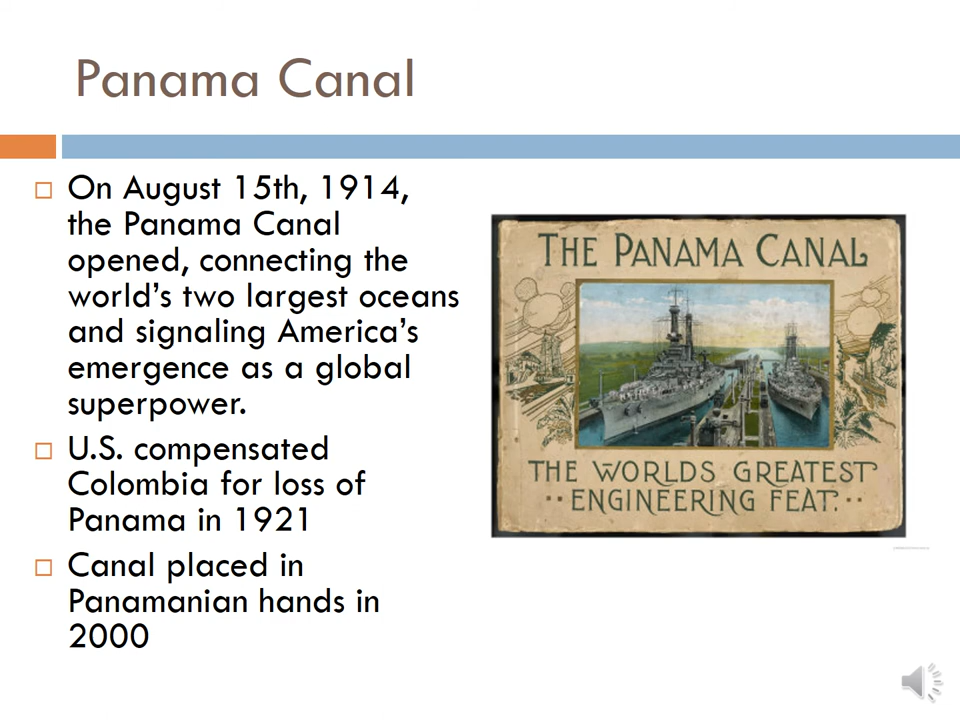 Panama Canal
On August 15th, 1914,
the Panama Canal
opened, connecting the
world's two largest oceans
and signaling America's
emergence as a global
superpower.
U.S. compensated
Colombia for loss of
Panama in 1921
Canal placed in
Panamanian hands in
2000
THE PANAMA CANAL
THE WORLDS GREATEST
··ENGINEERING FEAT.··